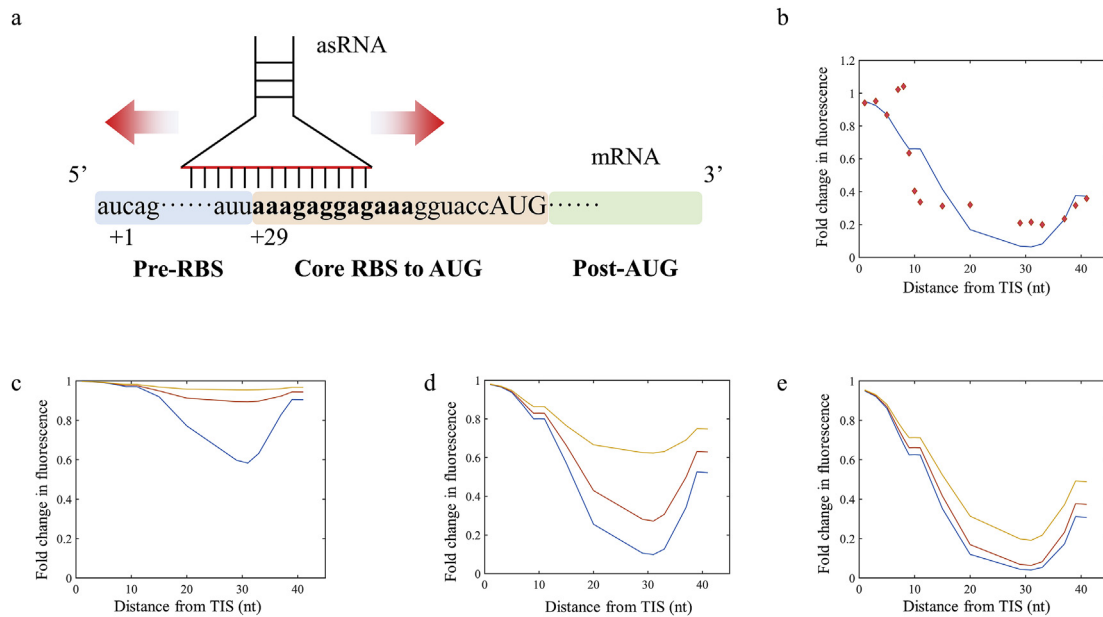 a
asRNA
mRNA
5’
3’
aucag······auuaaagaggagaaagguaccAUG······
+1
+29
Pre-RBS
Core RBS to AUG
Post-AUG
b
Fold change in fluorescence
1.2
1
0.8
0.6
0.4
0.2
0
0 10 20 30 40
Distance from TIS (nt)
c
Fold change in fluorescence
1
0.8
0.6
0.4
0.2
0
0 10 20 30 40
Distance from TIS (nt)
d
Fold change in fluorescence
1
0.8
0.6
0.4
0.2
0
0 10 20 30 40
Distance from TIS (nt)
e
Fold change in fluorescence
1
0.8
0.6
0.4
0.2
0
0 10 20 30 40
Distance from TIS (nt)